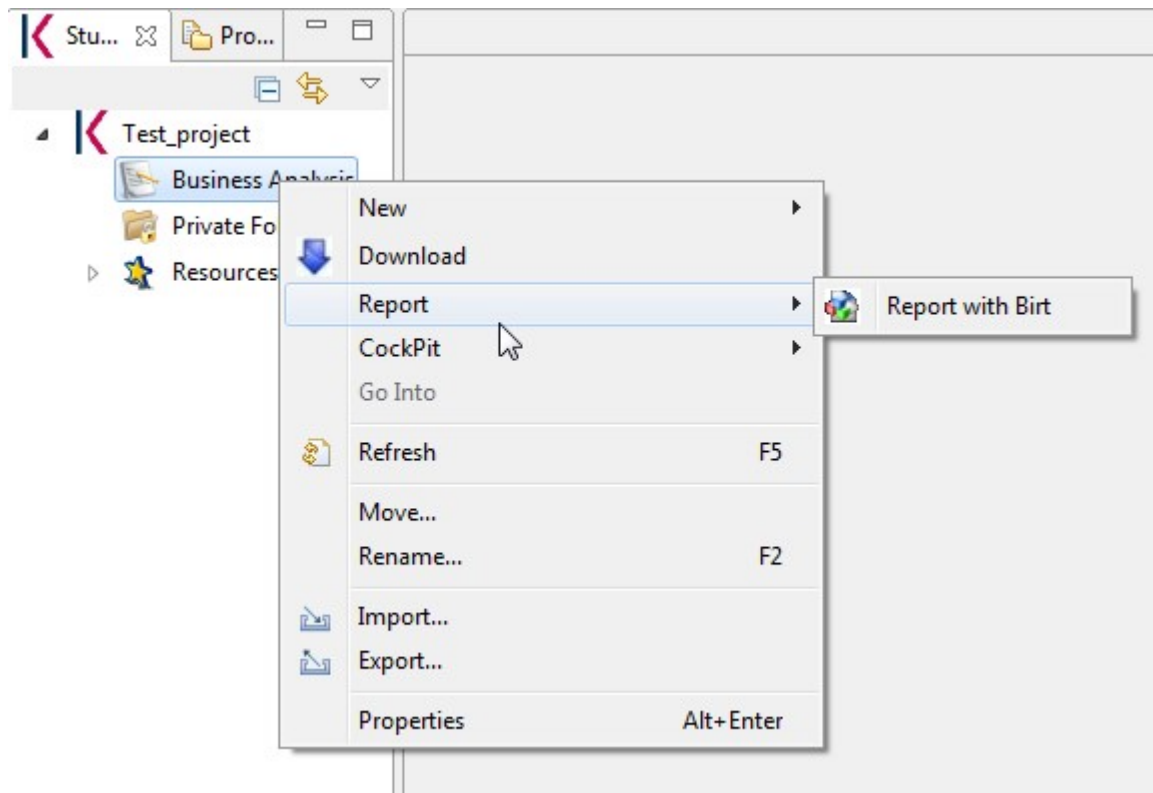 Stu...
Pro...
Test_project
Business Analysis
Private Fo
Resources
New
Download
Report
Report with Birt
CockPit
Go Into
Refresh F5
Move...
Rename... F2
Import...
Export...
Properties Alt+Enter